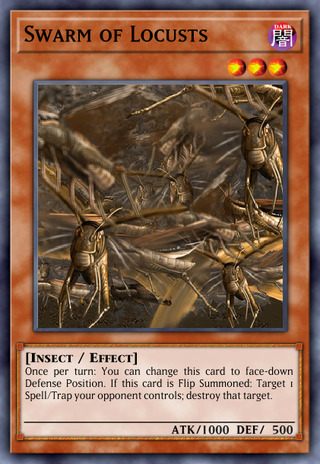 Swarm of Locusts
DARK
闇
[Insect / Effect]
Once per turn: You can change this card to face-down
Defense Position. If this card is Flip Summoned: Target 1
Spell/Trap your opponent controls; destroy that target.
ATK/1000 DEF/ 500